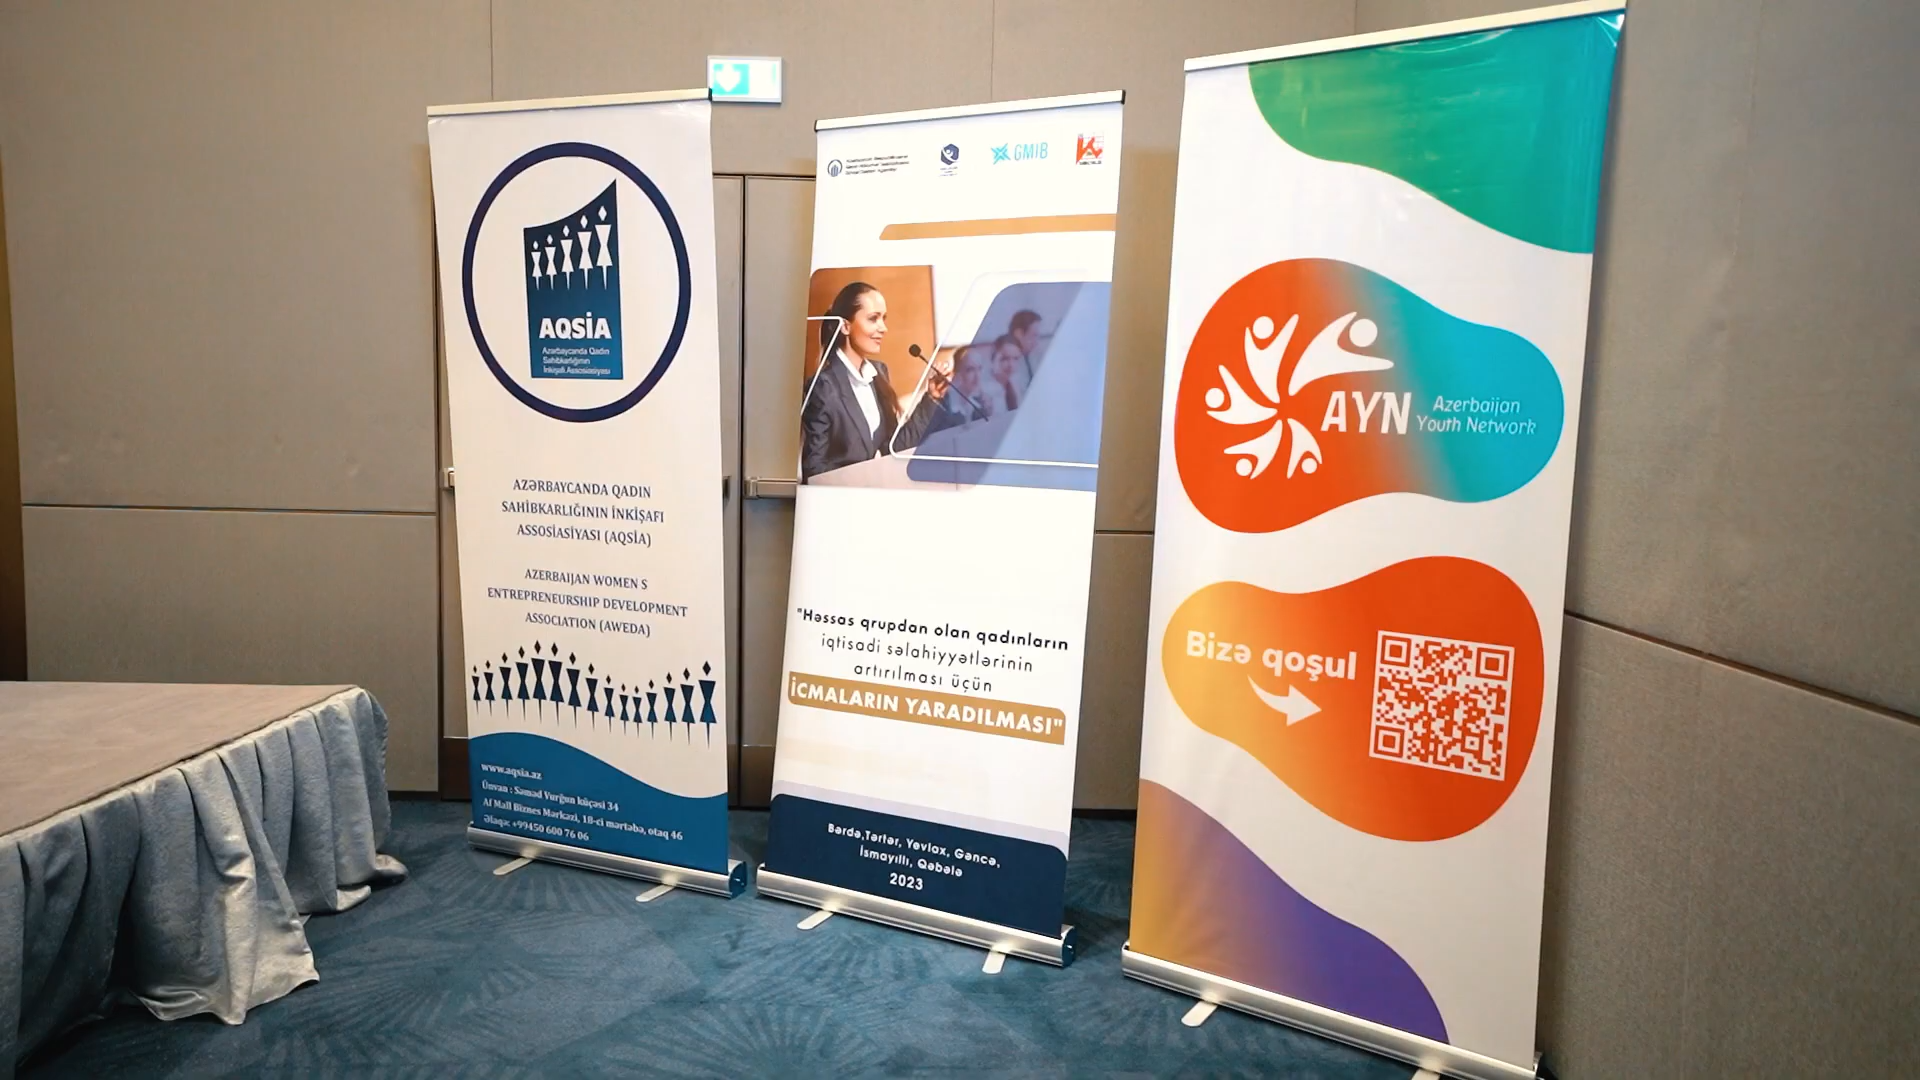 AQSİA
Azərbaycanda Qadın
Sahibkarlığının
İnkişafı Assosiasiyası
AZƏRBAYCANDA QADIN
SAHİBKARLIĞININ İNKİŞAFI
ASSOSİASİYASI (AQSİA)
AZERBAIJAN WOMEN S
ENTREPRENEURSHIP DEVELOPMENT
ASSOCIATION (AWEDA)
www.aqsia.az
Ünvan : Səməd Vurğun küçəsi 34
AF Mall Biznes Mərkəzi, 18-ci mərtəbə, otaq 46
Əlaqə: +99450 600 76 06
GMIB
"Həssas qrupdan olan qadınların
iqtisadi səlahiyyətlərinin
artırılması üçün
İCMALARIN YARADILMASI"
Bərdə,Tərtər, Yevlax, Gəncə,
İsmayıllı, Qəbələ
2023
AYN
Azerbaijan
Youth Network
Bizə qoşul